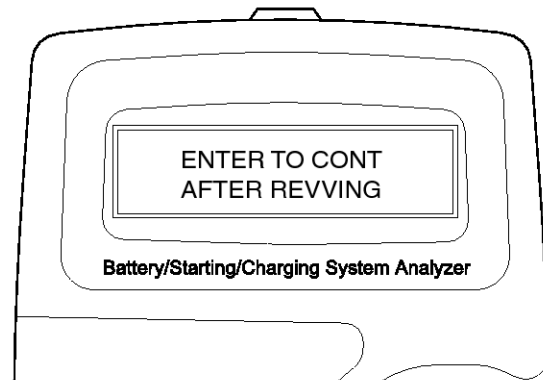 ENTER TO CONT
AFTER REVVING
Battery/Starting/Charging System Analyzer